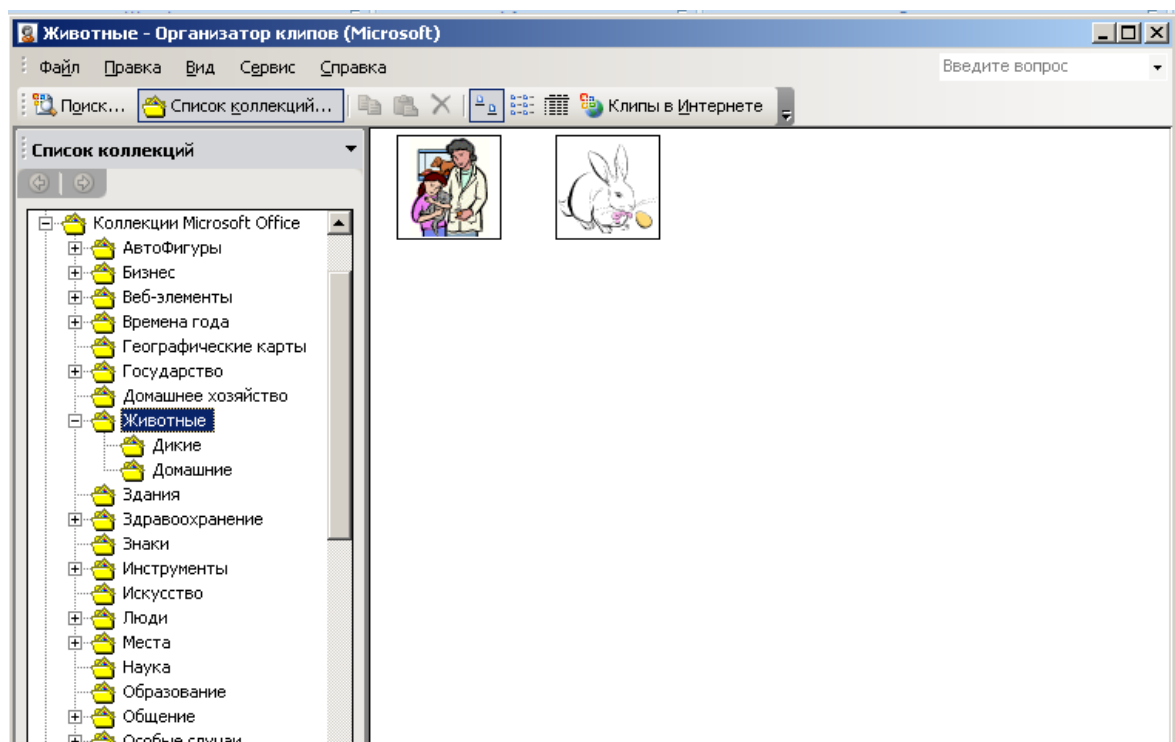 Животные - Организатор клипов (Microsoft)
Файл Правка Вид Сервис Справка
Введите вопрос
Поиск... Список коллекций... Клипы в Интернете
Список коллекций
Коллекции Microsoft Office
АвтоФигуры
Бизнес
Веб-элементы
Времена года
Географические карты
Государство
Домашнее хозяйство
Животные
Дикие
Домашние
Здания
Здравоохранение
Знаки
Инструменты
Искусство
Люди
Места
Наука
Образование
Общение
Особые случаи